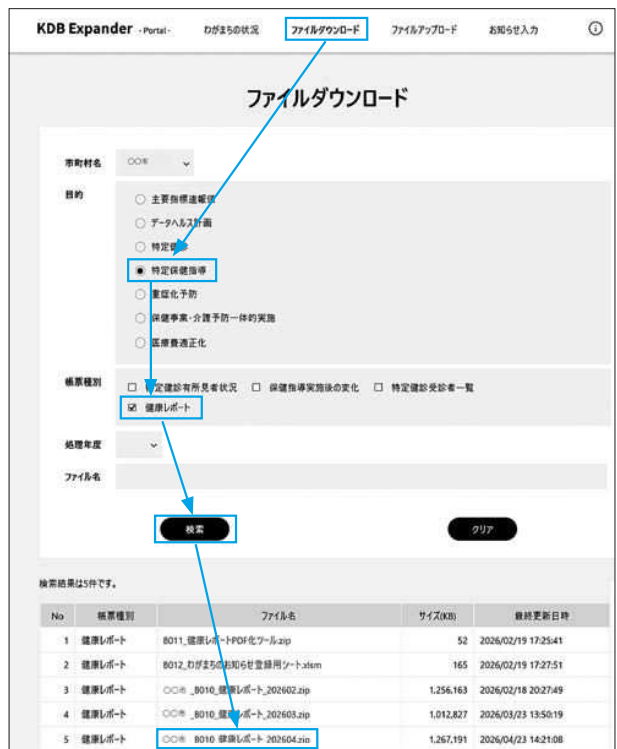 KDB Expander - Portal - わがまちの状況 ファイルダウンロード ファイルアップロード お知らせ入力
ファイルダウンロード
市町村名 〇〇市
目的
主要指標速報値
データヘルス計画
特定健診
特定保健指導
重症化予防
保健事業・介護予防一体的実施
医療費適正化
帳票種別
特定健診有所見者状況 保健指導実施後の変化 特定健診受診者一覧
健康レポート
処理年度
ファイル名
検索 クリア
検索結果は5件です。
No 帳票種別 ファイル名 サイズ(KB) 最終更新日時
1 健康レポート 8011_健康レポートPDF化ツール.zip 52 2026/02/19 17:25:41
2 健康レポート 8012_わがまちのお知らせ登録用シート.xlsm 165 2026/02/19 17:27:51
3 健康レポート 〇〇市_8010_健康レポート_202602.zip 1,256,163 2026/02/18 20:27:49
4 健康レポート 〇〇市_8010_健康レポート_202603.zip 1,012,827 2026/03/23 13:50:19
5 健康レポート 〇〇市_8010_健康レポート_202604.zip 1,267,191 2026/04/23 14:21:08